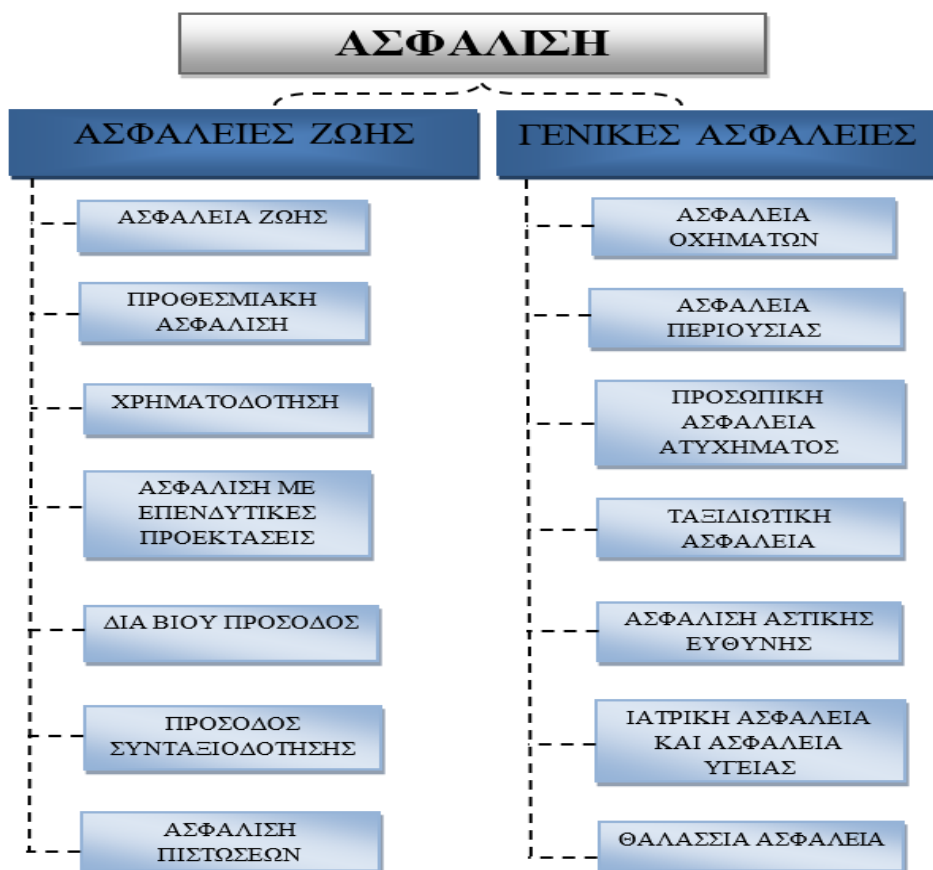 ΑΣΦΑΛΙΣΗ
ΑΣΦΑΛΕΙΕΣ ΖΩΗΣ
ΑΣΦΑΛΕΙΑ ΖΩΗΣ
ΠΡΟΘΕΣΜΙΑΚΗ
ΑΣΦΑΛΙΣΗ
ΧΡΗΜΑΤΟΔΟΤΗΣΗ
ΑΣΦΑΛΙΣΗ ΜΕ
ΕΠΕΝΔΥΤΙΚΕΣ
ΠΡΟΕΚΤΑΣΕΙΣ
ΔΙΑ ΒΙΟΥ ΠΡΟΣΟΔΟΣ
ΠΡΟΣΟΔΟΣ
ΣΥΝΤΑΞΙΟΔΟΤΗΣΗΣ
ΑΣΦΑΛΙΣΗ
ΠΙΣΤΩΣΕΩΝ
ΓΕΝΙΚΕΣ ΑΣΦΑΛΕΙΕΣ
ΑΣΦΑΛΕΙΑ
ΟΧΗΜΑΤΩΝ
ΑΣΦΑΛΕΙΑ
ΠΕΡΙΟΥΣΙΑΣ
ΠΡΟΣΩΠΙΚΗ
ΑΣΦΑΛΕΙΑ
ΑΤΥΧΗΜΑΤΟΣ
ΤΑΞΙΔΙΩΤΙΚΗ
ΑΣΦΑΛΕΙΑ
ΑΣΦΑΛΙΣΗ ΑΣΤΙΚΗΣ
ΕΥΘΥΝΗΣ
ΙΑΤΡΙΚΗ ΑΣΦΑΛΕΙΑ
ΚΑΙ ΑΣΦΑΛΕΙΑ
ΥΓΕΙΑΣ
ΘΑΛΑΣΣΙΑ ΑΣΦΑΛΕΙΑ